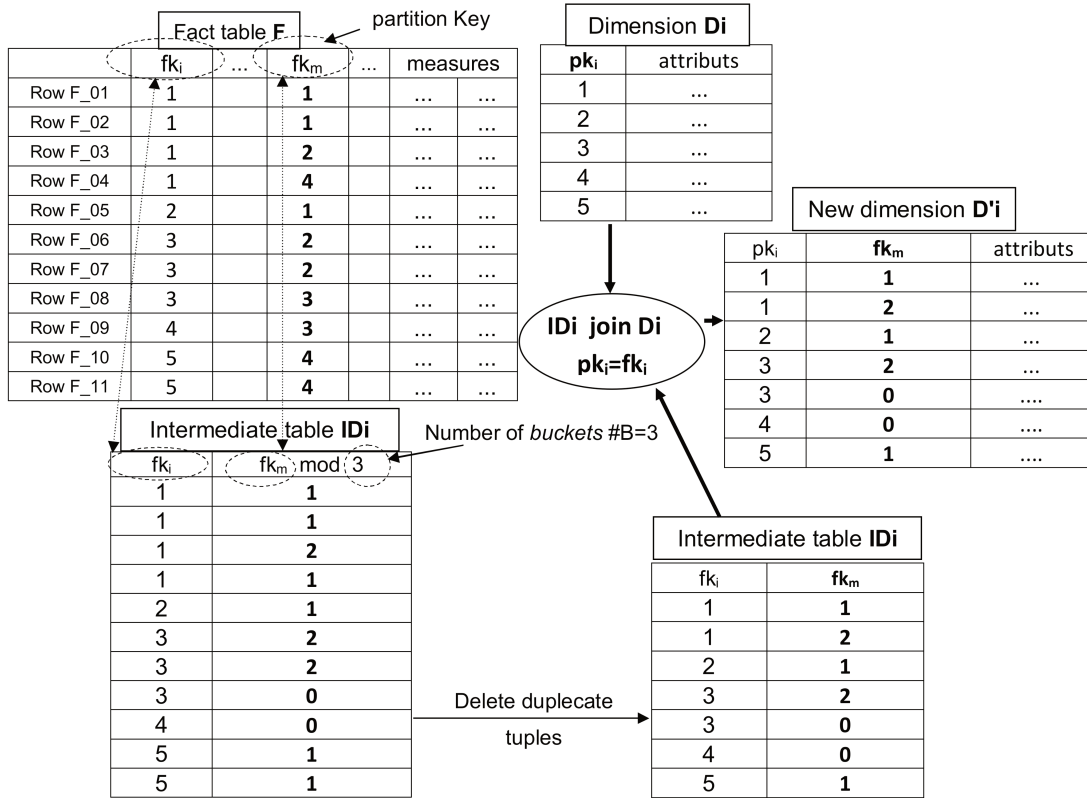 partition Key
Fact table F
fki ... fkm ... measures
Row F_01 1 1 ... ...
Row F_02 1 1 ... ...
Row F_03 1 2 ... ...
Row F_04 1 4 ... ...
Row F_05 2 1 ... ...
Row F_06 3 2 ... ...
Row F_07 3 2 ... ...
Row F_08 3 3 ... ...
Row F_09 4 3 ... ...
Row F_10 5 4 ... ...
Row F_11 5 4 ... ...
Dimension Di
pki attributs
1 ...
2 ...
3 ...
4 ...
5 ...
New dimension D'i
pki fkm attributs
1 1 ...
1 2 ...
2 1 ...
3 2 ...
3 0 ....
4 0 ....
5 1 ....
IDi join Di
pki=fki
Intermediate table IDi
Number of buckets #B=3
fki fkm mod 3
1 1
1 1
1 2
1 1
2 1
3 2
3 2
3 0
4 0
5 1
5 1
Delete duplecate
tuples
Intermediate table IDi
fki fkm
1 1
1 2
2 1
3 2
3 0
4 0
5 1